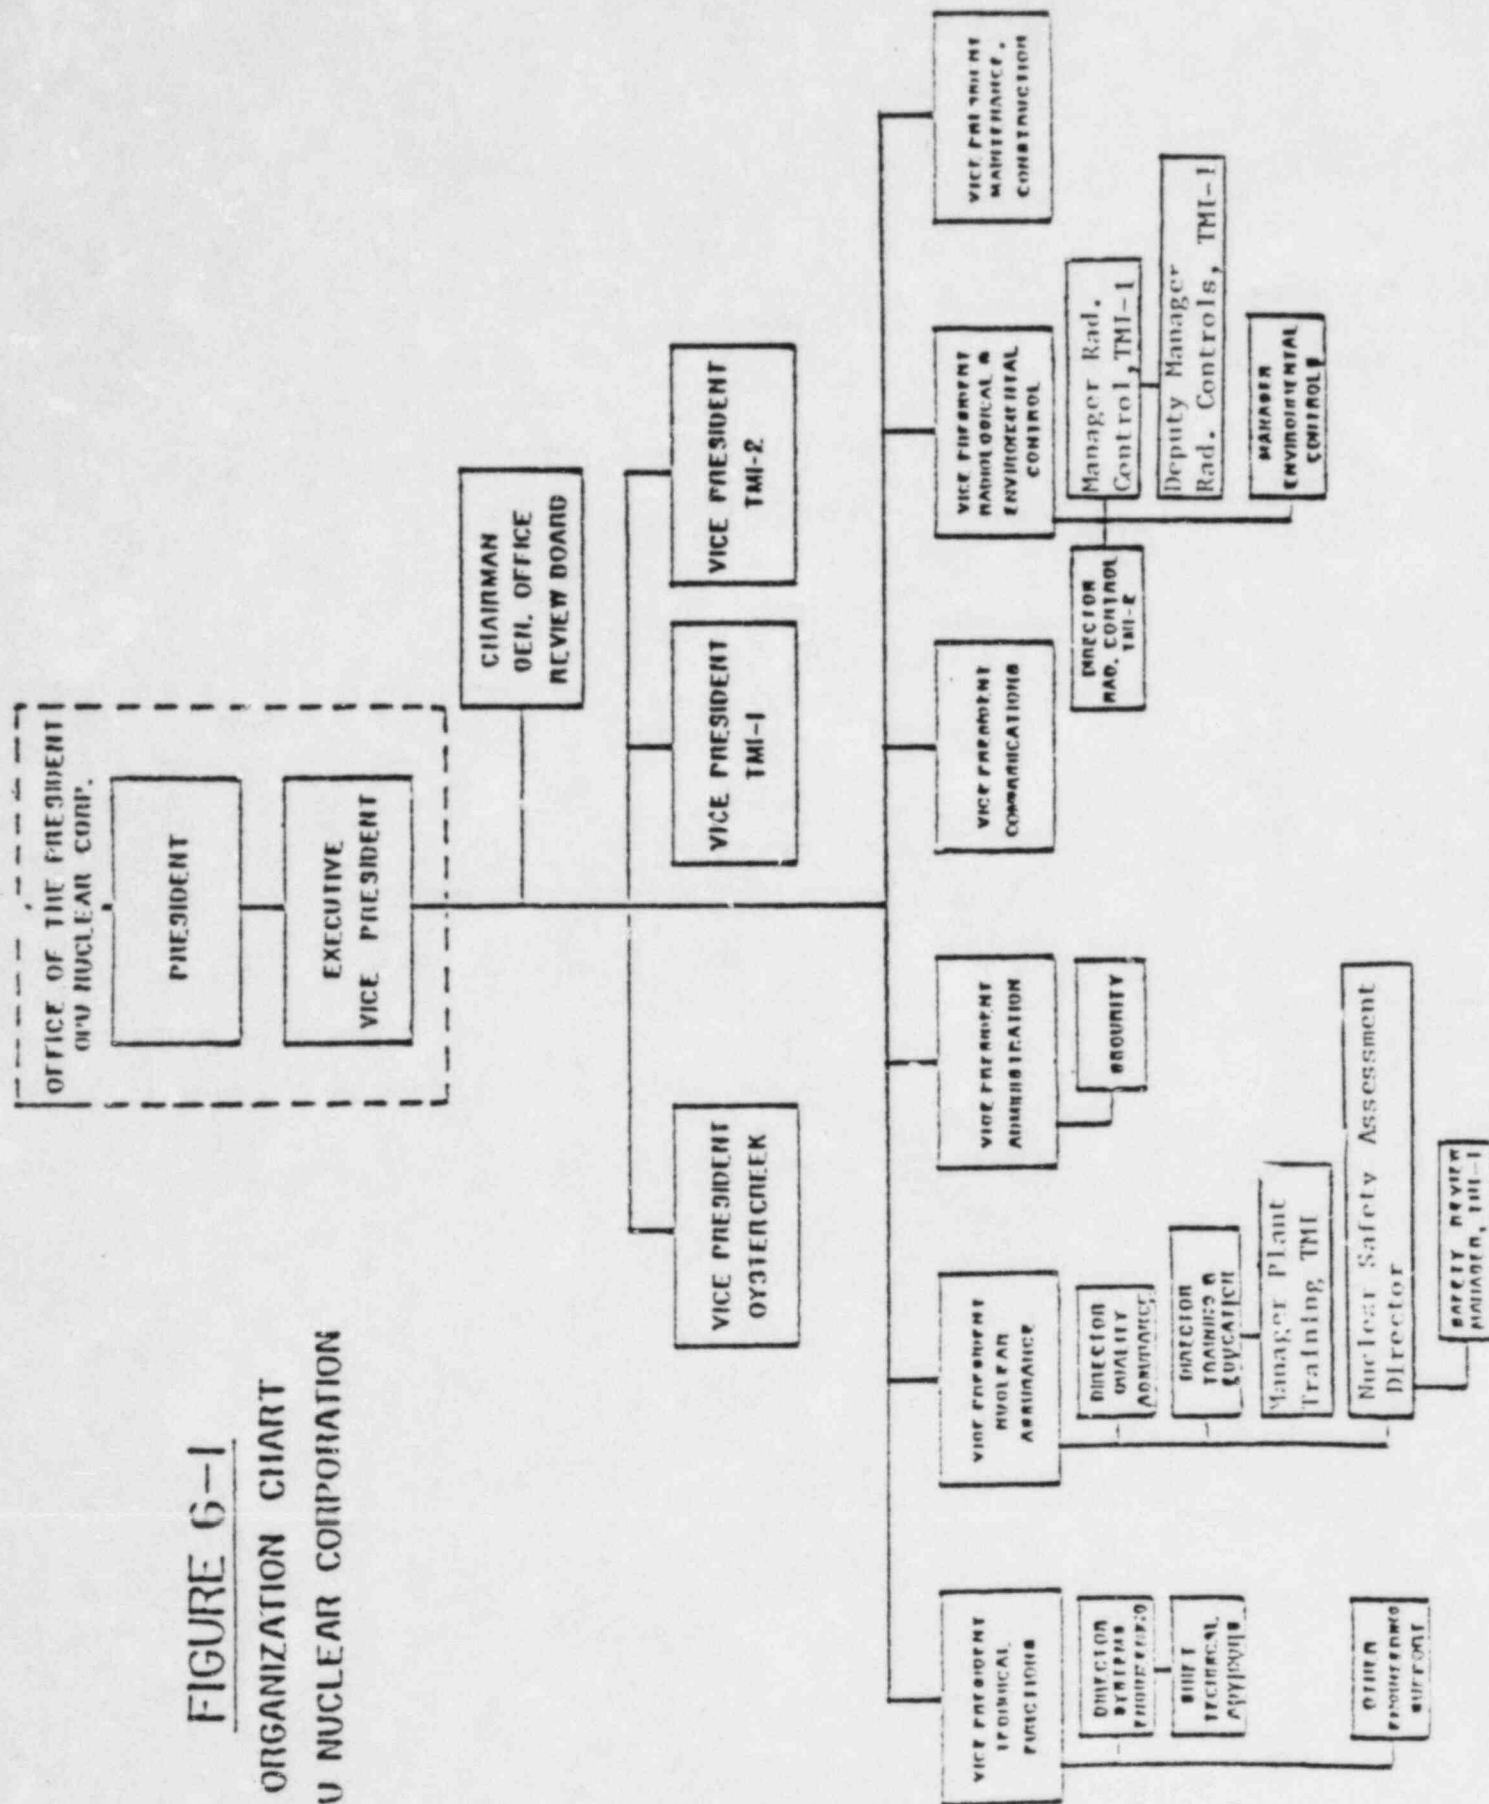 FIGURE 6-1
ORGANIZATION CHART
U NUCLEAR CORPORATION
OFFICE OF THE PRESIDENT
GPU NUCLEAR CORP.
PRESIDENT
EXECUTIVE
VICE PRESIDENT
CHAIRMAN
GEN. OFFICE
REVIEW BOARD
VICE PRESIDENT
OYSTER CREEK
VICE PRESIDENT
TMI-1
VICE PRESIDENT
TMI-2
VICE PRESIDENT
TECHNICAL
FUNCTIONS
DIRECTOR
SYSTEMS
ENGINEERING
SHIFT
TECHNICAL
ADVISORS
OTHER
ENGINEERING
SUPPORT
VICE PRESIDENT
NUCLEAR
ASSURANCE
DIRECTOR
QUALITY
ASSURANCE
DIRECTOR
TRAINING &
EDUCATION
Manager Plant
Training TMI
Nuclear Safety Assessment
Director
SAFETY REVIEW
MANAGER, TMI-1
VICE PRESIDENT
ADMINISTRATION
SECURITY
VICE PRESIDENT
COMMUNICATIONS
VICE PRESIDENT
RADIOLOGICAL &
ENVIRONMENTAL
CONTROL
DIRECTOR
RAD. CONTROL
TMI-2
Manager Rad.
Control, TMI-1
Deputy Manager
Rad. Controls, TMI-1
MANAGER
ENVIRONMENTAL
CONTROLS
VICE PRESIDENT
MAINTENANCE,
CONSTRUCTION